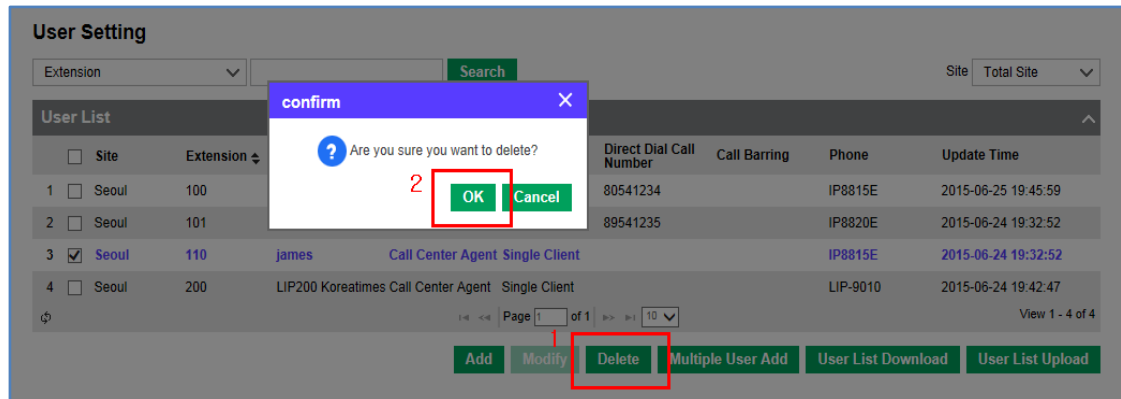 User Setting
Extension Search Site Total Site
confirm
User List
Are you sure you want to delete?
Site Extension Direct Dial Call Number Call Barring Phone Update Time
2
OK Cancel
1 Seoul 100 80541234 IP8815E 2015-06-25 19:45:59
2 Seoul 101 89541235 IP8820E 2015-06-24 19:32:52
3 Seoul 110 james Call Center Agent Single Client IP8815E 2015-06-24 19:32:52
4 Seoul 200 LIP200 Koreatimes Call Center Agent Single Client LIP-9010 2015-06-24 19:42:47
Page 1 of 1 10 View 1 - 4 of 4
1
Add Modify Delete Multiple User Add User List Download User List Upload